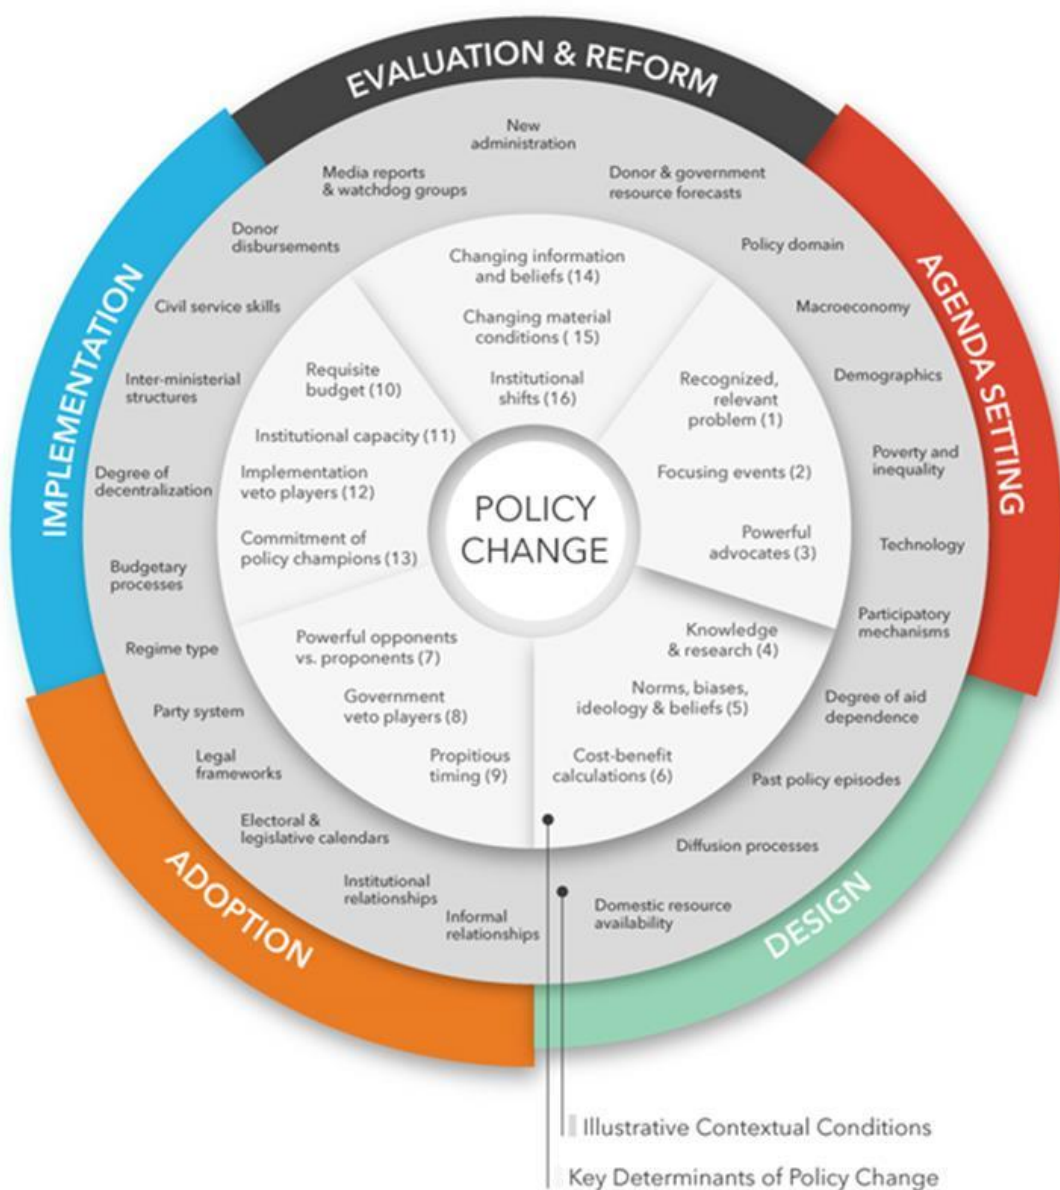 EVALUATION & REFORM
AGENDA SETTING
DESIGN
ADOPTION
IMPLEMENTATION
New
administration
Donor & government
resource forecasts
Policy domain
Macroeconomy
Demographics
Poverty and
inequality
Technology
Participatory
mechanisms
Degree of aid
dependence
Past policy episodes
Diffusion processes
Domestic resource
availability
Informal
relationships
Institutional
relationships
Electoral &
legislative calendars
Legal
frameworks
Party system
Regime type
Budgetary
processes
Degree of
decentralization
Inter-ministerial
structures
Civil service skills
Donor
disbursements
Media reports
& watchdog groups
Changing information
and beliefs (14)
Changing material
conditions ( 15)
Institutional
shifts (16)
Recognized,
relevant
problem (1)
Focusing events (2)
Powerful
advocates (3)
Knowledge
& research (4)
Norms, biases,
ideology & beliefs (5)
Cost-benefit
calculations (6)
Powerful opponents
vs. proponents (7)
Government
veto players (8)
Propitious
timing (9)
Requisite
budget (10)
Institutional capacity (11)
Implementation
veto players (12)
Commitment of
policy champions (13)
POLICY
CHANGE
Illustrative Contextual Conditions
Key Determinants of Policy Change